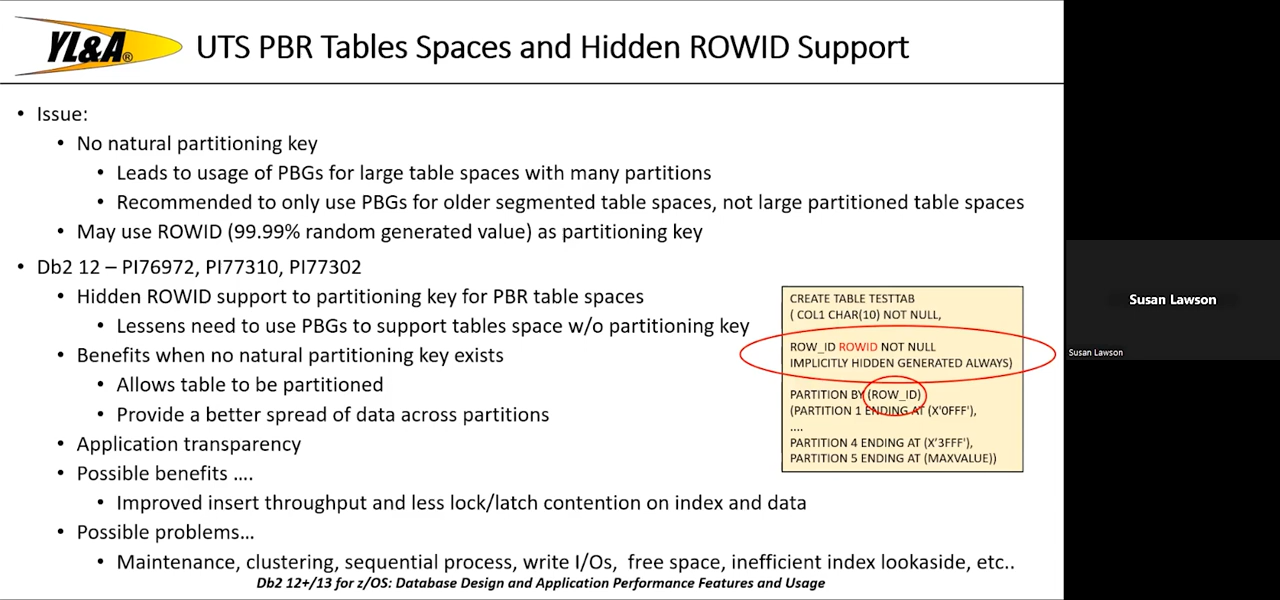 YL&A®
UTS PBR Tables Spaces and Hidden ROWID Support
• Issue:
• No natural partitioning key
• Leads to usage of PBGs for large table spaces with many partitions
• Recommended to only use PBGs for older segmented table spaces, not large partitioned table spaces
• May use ROWID (99.99% random generated value) as partitioning key
• Db2 12 – PI76972, PI77310, PI77302
• Hidden ROWID support to partitioning key for PBR table spaces
• Lessens need to use PBGs to support tables space w/o partitioning key
• Benefits when no natural partitioning key exists
• Allows table to be partitioned
• Provide a better spread of data across partitions
• Application transparency
• Possible benefits ....
• Improved insert throughput and less lock/latch contention on index and data
• Possible problems…
• Maintenance, clustering, sequential process, write I/Os,  free space, inefficient index lookaside, etc..
CREATE TABLE TESTTAB
( COL1 CHAR(10) NOT NULL,
ROW_ID ROWID NOT NULL
IMPLICITLY HIDDEN GENERATED ALWAYS)
PARTITION BY (ROW_ID)
(PARTITION 1 ENDING AT (X'0FFF'),
....
PARTITION 4 ENDING AT (X'3FFF'),
PARTITION 5 ENDING AT (MAXVALUE))
Db2 12+/13 for z/OS: Database Design and Application Performance Features and Usage
Susan Lawson
Susan Lawson